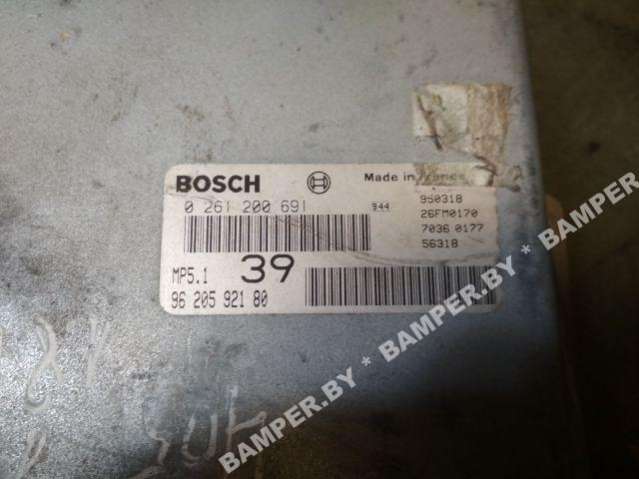 BOSCH
Made in France
0 261 200 691
944
950318
26FM0170
7036 0177
56318
MP5.1
39
96 205 921 80
BAMPER.BY * BAMPER.BY * BAMPER.BY